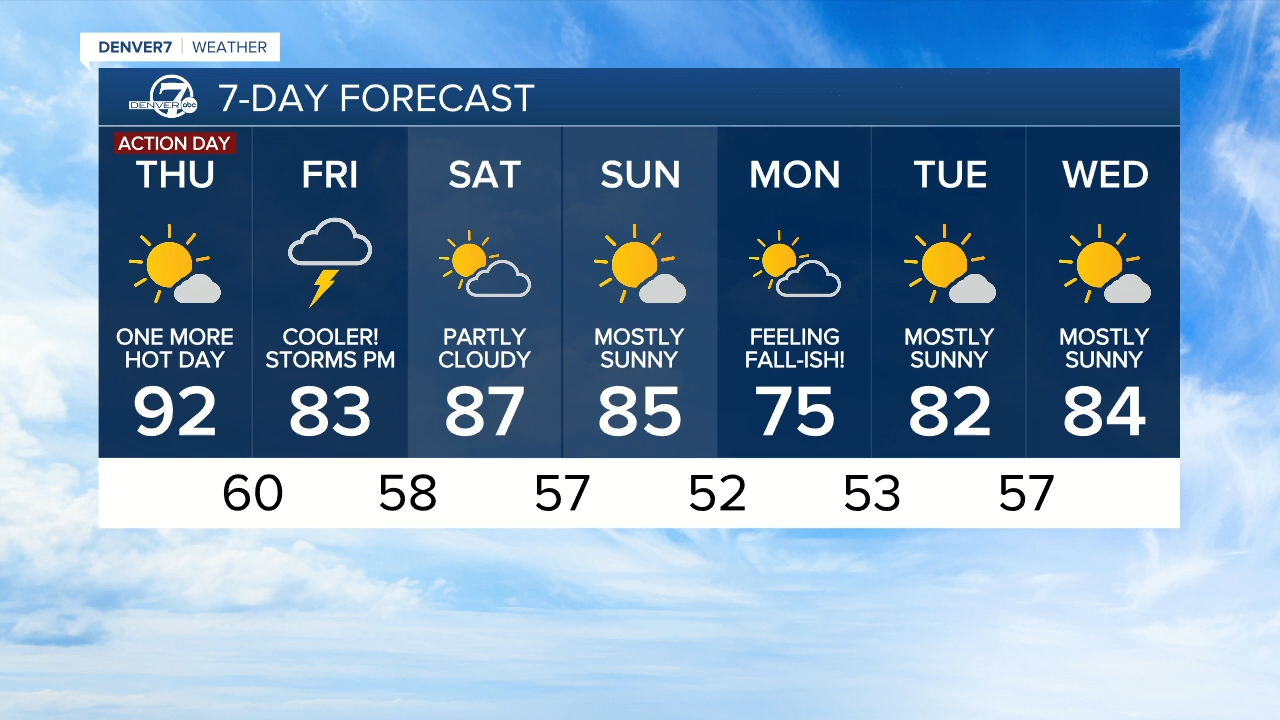 DENVER7 | WEATHER
7 DENVER abc
7-DAY FORECAST
ACTION DAY
THU FRI SAT SUN MON TUE WED
ONE MORE COOLER! PARTLY MOSTLY FEELING MOSTLY MOSTLY
HOT DAY STORMS PM CLOUDY SUNNY FALL-ISH! SUNNY SUNNY
92 83 87 85 75 82 84
60 58 57 52 53 57